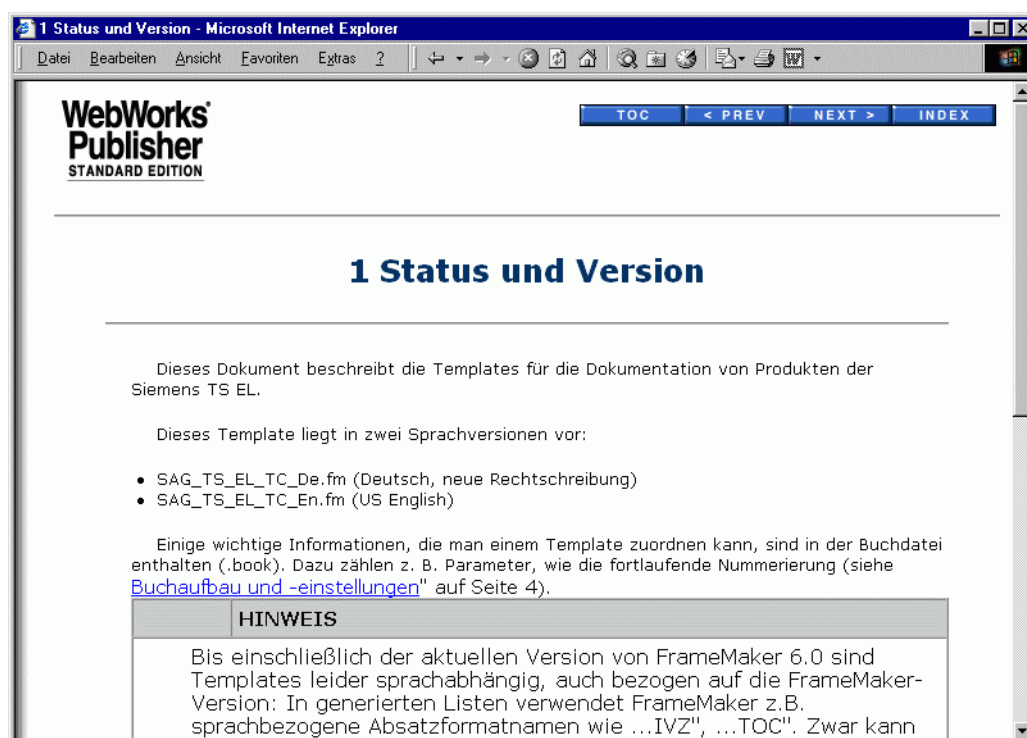 1 Status und Version - Microsoft Internet Explorer
Datei Bearbeiten Ansicht Favoriten Extras ?
WebWorks
Publisher
STANDARD EDITION
TOC < PREV NEXT > INDEX
1 Status und Version
Dieses Dokument beschreibt die Templates für die Dokumentation von Produkten der
Siemens TS EL.
Dieses Template liegt in zwei Sprachversionen vor:
• SAG_TS_EL_TC_De.fm (Deutsch, neue Rechtschreibung)
• SAG_TS_EL_TC_En.fm (US English)
Einige wichtige Informationen, die man einem Template zuordnen kann, sind in der Buchdatei
enthalten (.book). Dazu zählen z. B. Parameter, wie die fortlaufende Nummerierung (siehe
Buchaufbau und -einstellungen" auf Seite 4).
HINWEIS
Bis einschließlich der aktuellen Version von FrameMaker 6.0 sind
Templates leider sprachabhängig, auch bezogen auf die FrameMaker-
Version: In generierten Listen verwendet FrameMaker z.B.
sprachbezogene Absatzformatnamen wie ...IVZ", ...TOC". Zwar kann